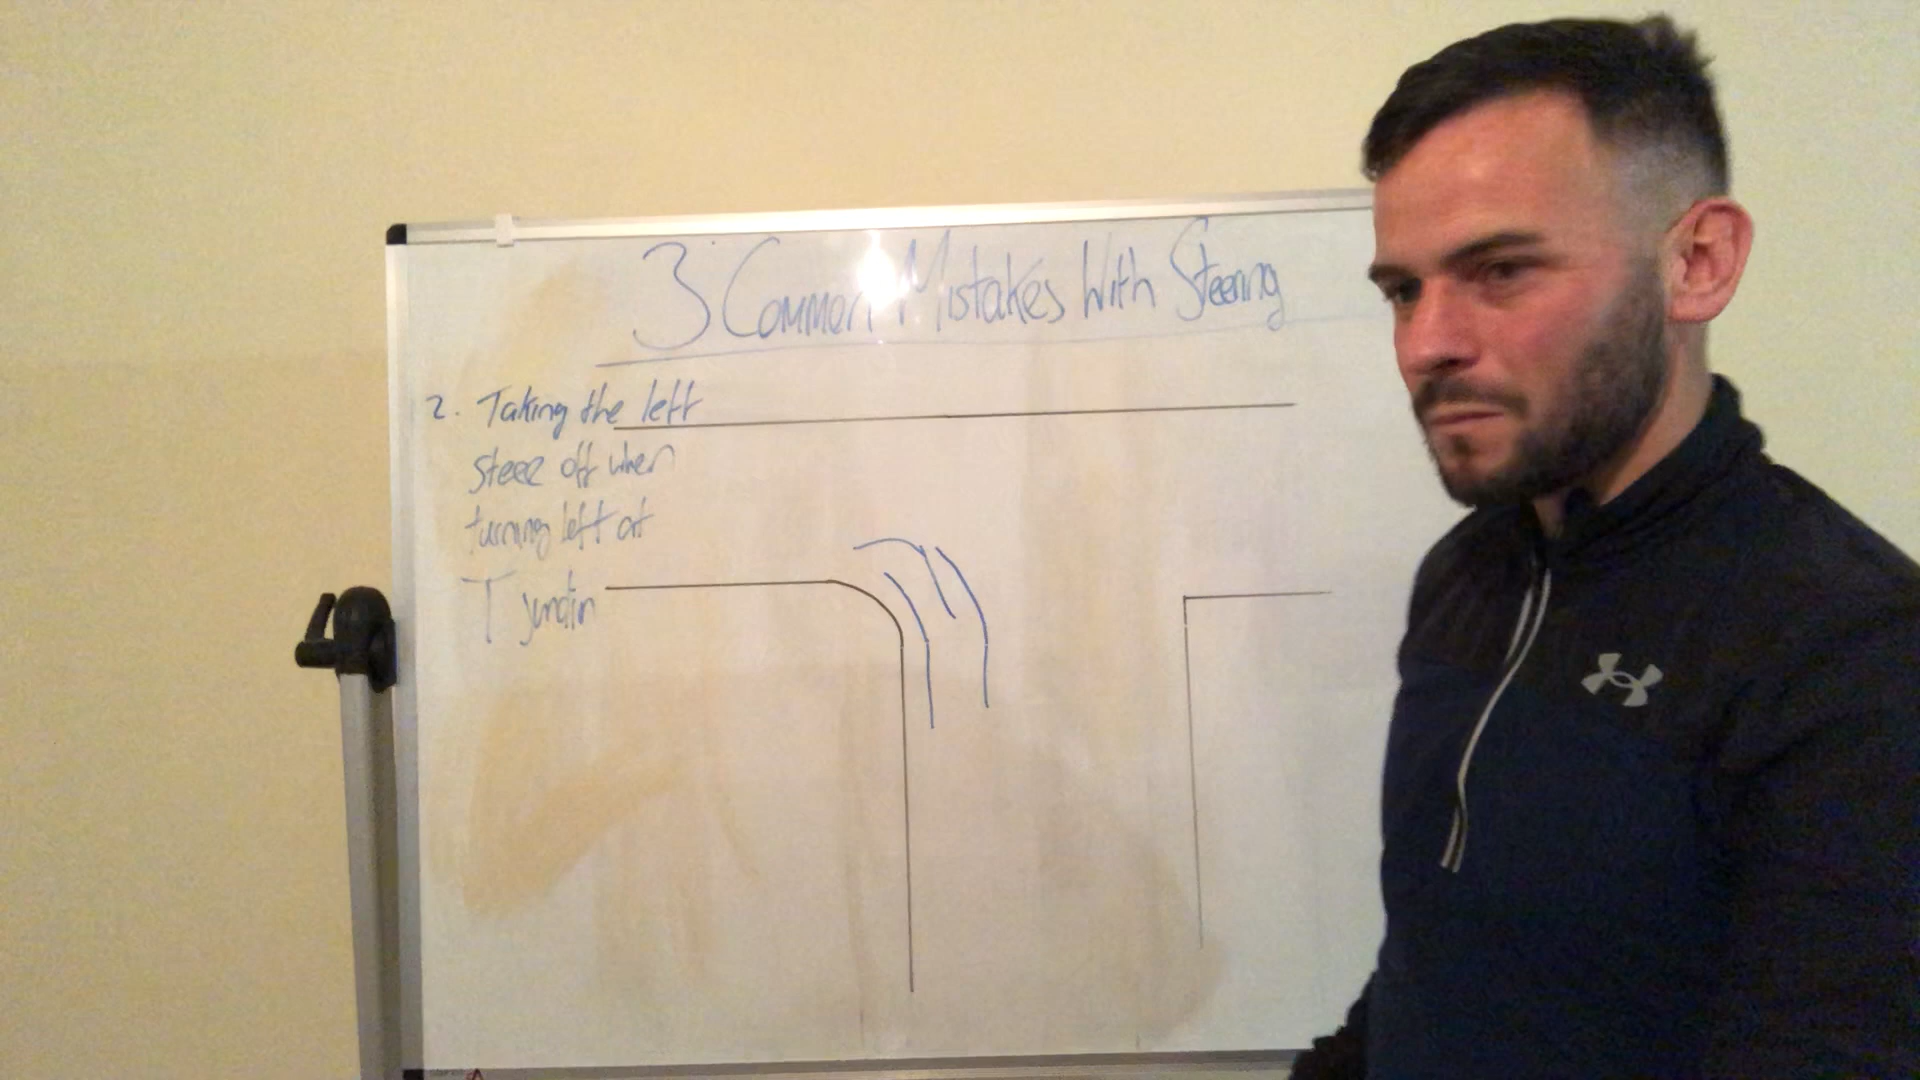 3 Common Mistakes With Steering
2. Taking the left
steer off when
turning left at
T junction